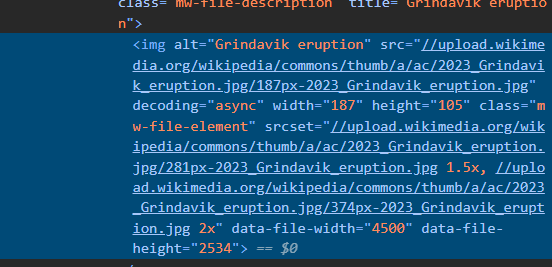 class="mw-file-description" title="Grindavik eruptio
n">
<img alt="Grindavik eruption" src="//upload.wikime
dia.org/wikipedia/commons/thumb/a/ac/2023_Grindavi
k_eruption.jpg/187px-2023_Grindavik_eruption.jpg"
decoding="async" width="187" height="105" class="m
w-file-element" srcset="//upload.wikimedia.org/wik
ipedia/commons/thumb/a/ac/2023_Grindavik_eruption.
jpg/281px-2023_Grindavik_eruption.jpg 1.5x, //uplo
ad.wikimedia.org/wikipedia/commons/thumb/a/ac/2023
_Grindavik_eruption.jpg/374px-2023_Grindavik_erupt
ion.jpg 2x" data-file-width="4500" data-file-
height="2534"> == $0